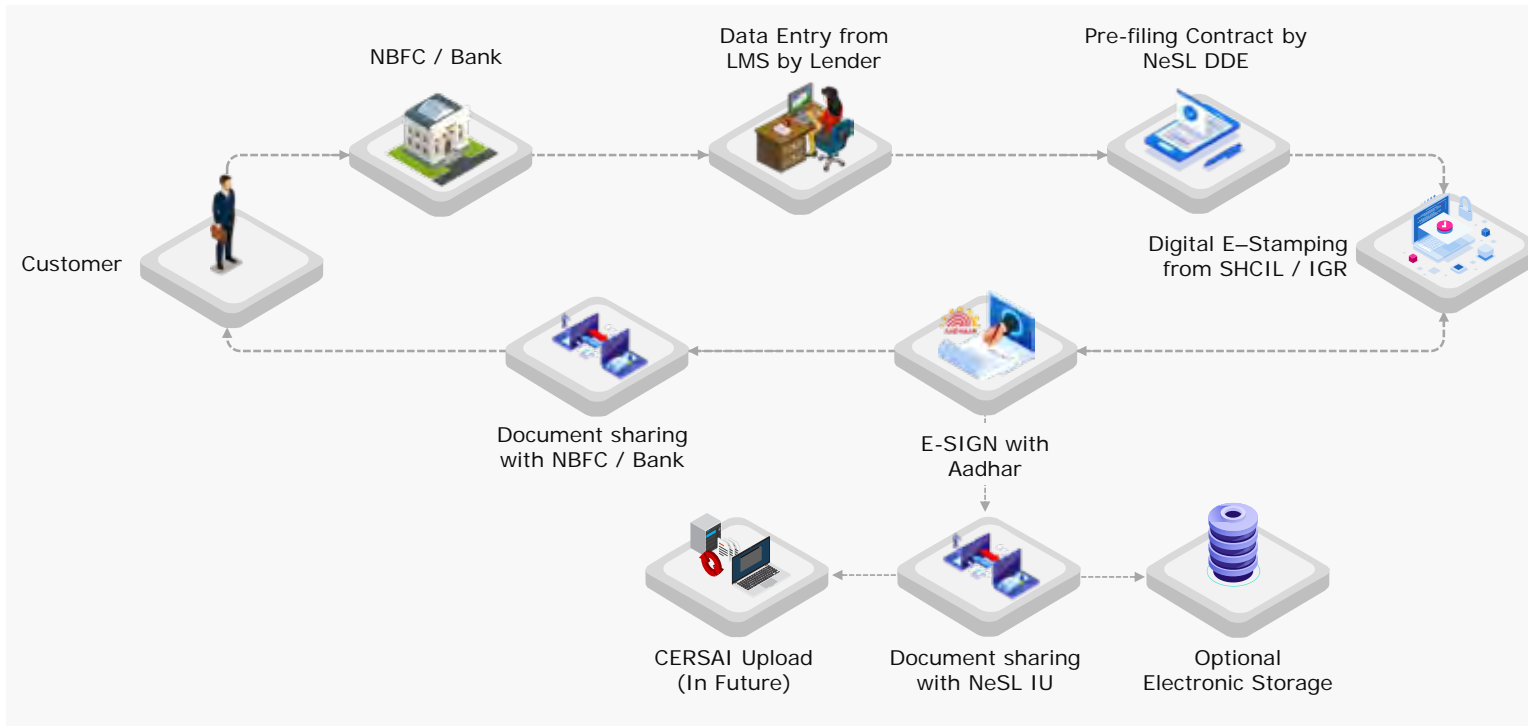 NBFC / Bank
Data Entry from
LMS by Lender
Pre-filing Contract by
NeSL DDE
Customer
Digital E–Stamping
from SHCIL / IGR
AADHAAR
Document sharing
with NBFC / Bank
E-SIGN with
Aadhar
CERSAI Upload
(In Future)
Document sharing
with NeSL IU
Optional
Electronic Storage